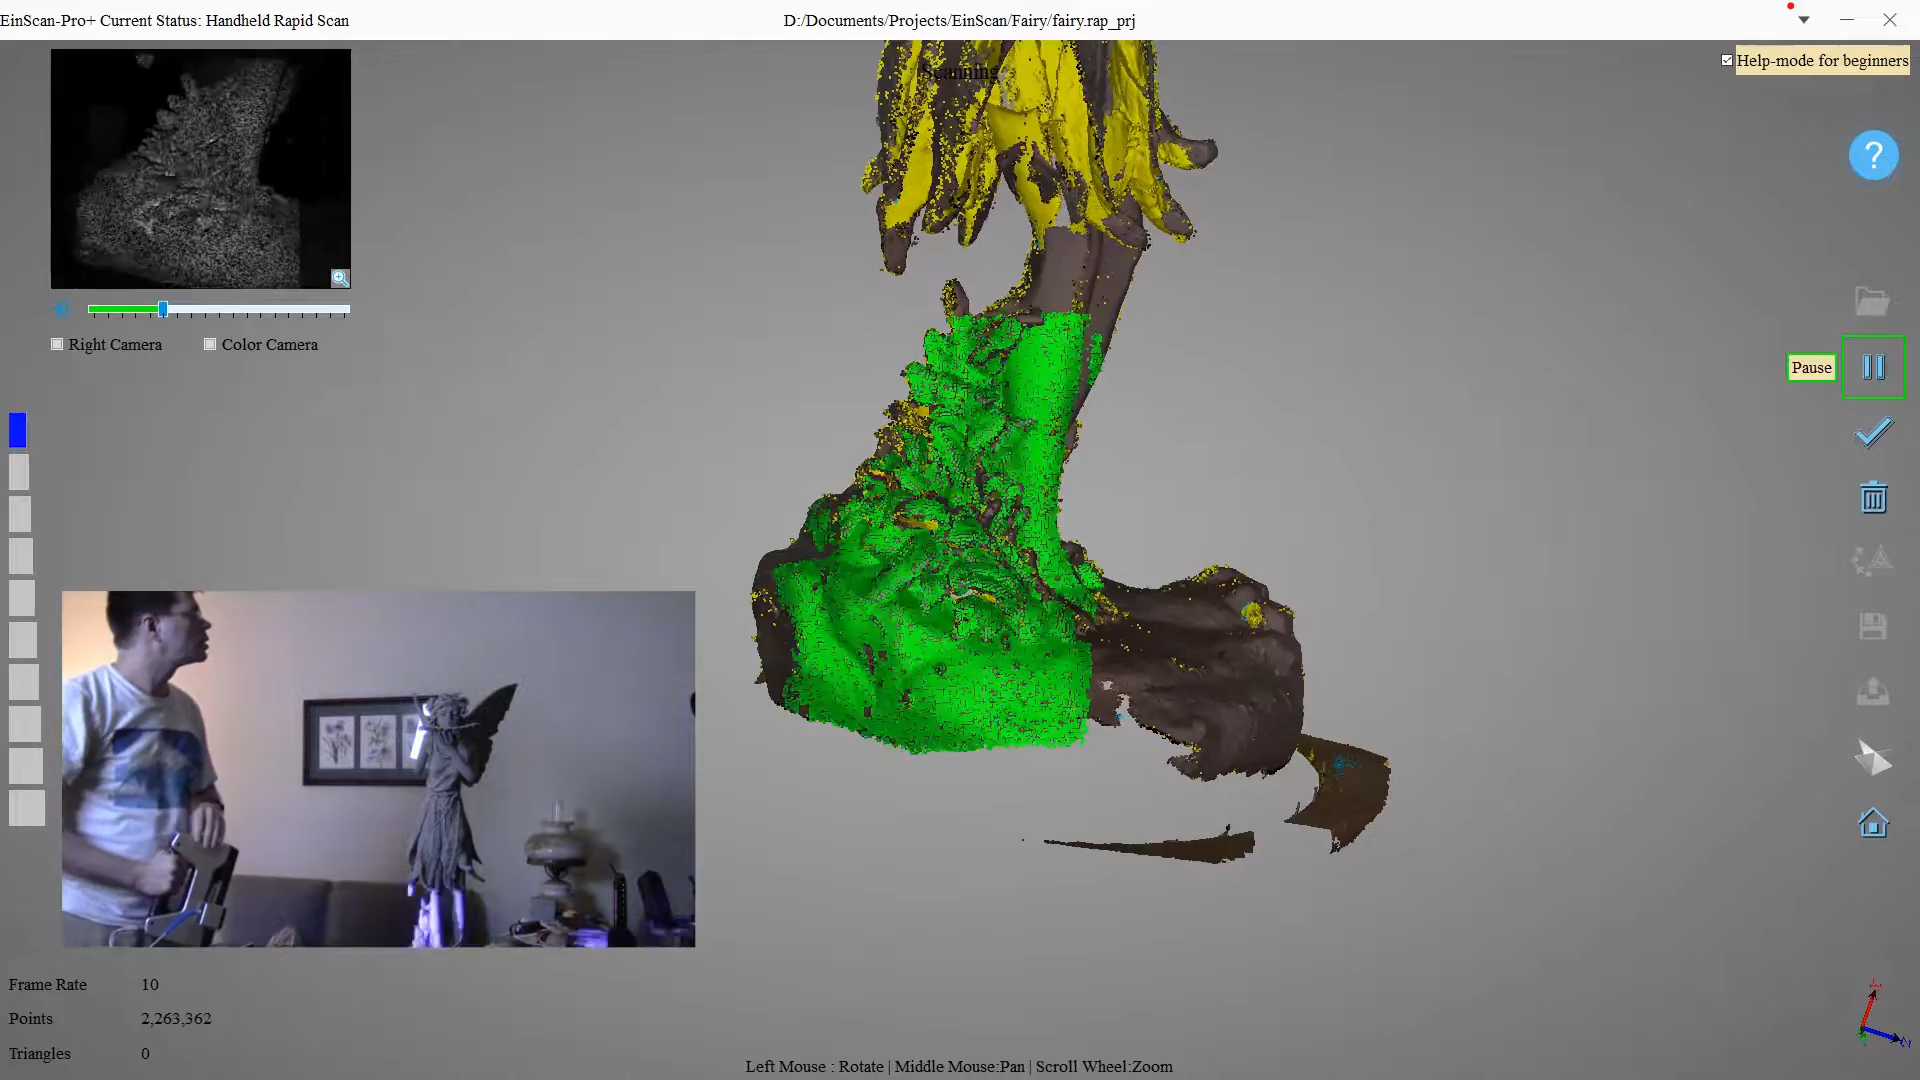 EinScan-Pro+ Current Status: Handheld Rapid Scan
D:/Documents/Projects/EinScan/Fairy/fairy.rap_prj
Scanning
Help-mode for beginners
?
Right Camera
Color Camera
Pause
Frame Rate 10
Points 2,263,362
Triangles 0
Left Mouse : Rotate | Middle Mouse:Pan | Scroll Wheel:Zoom